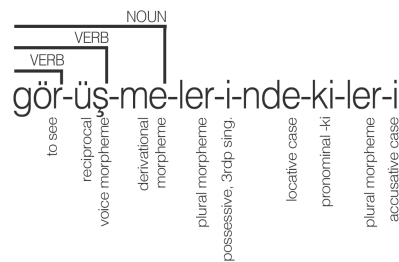 NOUN
VERB
VERB
gör-üş-me-ler-i-nde-ki-ler-i
to see
reciprocal
voice morpheme
derivational
morpheme
plural morpheme
possessive, 3rdp sing.
locative case
pronominal -ki
plural morpheme
accusative case